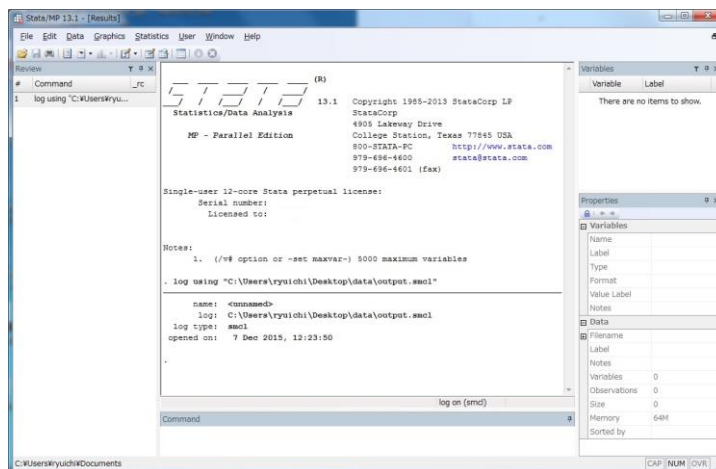 Stata/MP 13.1 - [Results]
File Edit Data Graphics Statistics User Window Help
Review
# Command _rc
1 log using "C:¥Users¥ryu...
(R)
13.1 Copyright 1985-2013 StataCorp LP
Statistics/Data Analysis StataCorp
4905 Lakeway Drive
MP - Parallel Edition College Station, Texas 77845 USA
800-STATA-PC http://www.stata.com
979-696-4600 stata@stata.com
979-696-4601 (fax)
Single-user 12-core Stata perpetual license:
Serial number:
Licensed to:
Notes:
1. (/v# option or -set maxvar-) 5000 maximum variables
. log using "C:\Users\ryuichi\Desktop\data\output.smcl"
name: <unnamed>
log: C:\Users\ryuichi\Desktop\data\output.smcl
log type: smcl
opened on: 7 Dec 2015, 12:23:50
.
log on (smcl)
Command
Variables
Variable Label
There are no items to show.
Properties
Variables
Name
Label
Type
Format
Value Label
Notes
Data
Filename
Label
Notes
Variables 0
Observations 0
Size 0
Memory 64M
Sorted by
C:¥Users¥ryuichi¥Documents
CAP NUM OVR